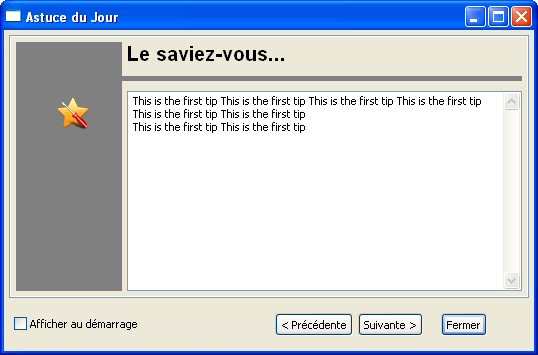 Astuce du Jour
Le saviez-vous...
This is the first tip This is the first tip This is the first tip This is the first tip
This is the first tip This is the first tip
This is the first tip This is the first tip
Afficher au démarrage
< Précédente
Suivante >
Fermer